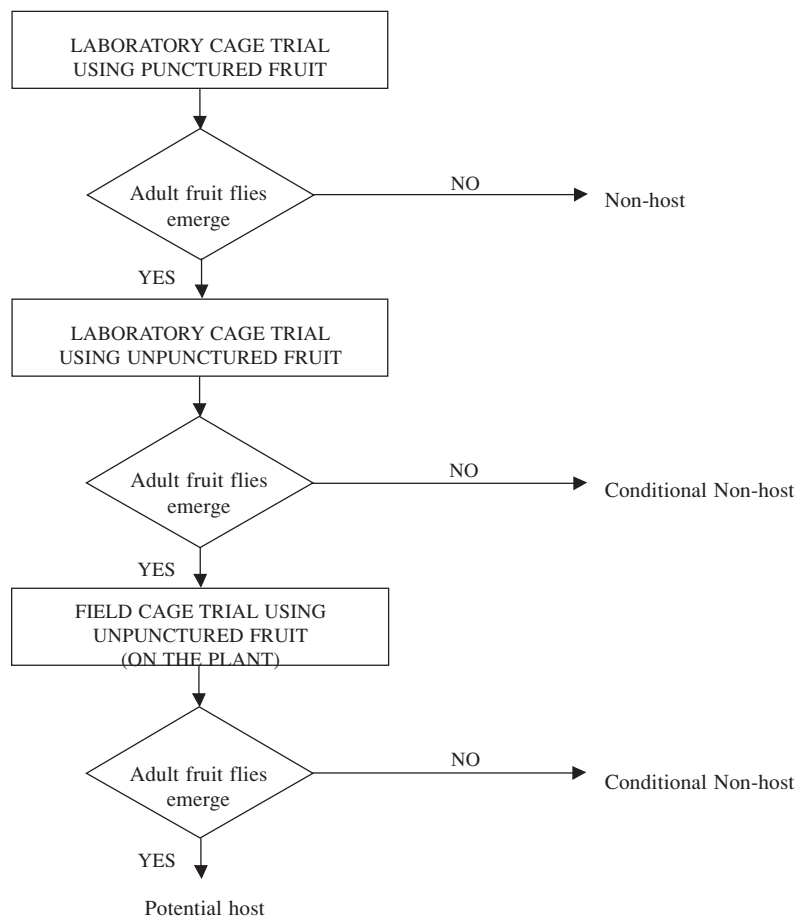 LABORATORY CAGE TRIAL
USING PUNCTURED FRUIT
Adult fruit flies
emerge
NO
Non-host
YES
LABORATORY CAGE TRIAL
USING UNPUNCTURED FRUIT
Adult fruit flies
emerge
NO
Conditional Non-host
YES
FIELD CAGE TRIAL USING
UNPUNCTURED FRUIT
(ON THE PLANT)
Adult fruit flies
emerge
NO
Conditional Non-host
YES
Potential host